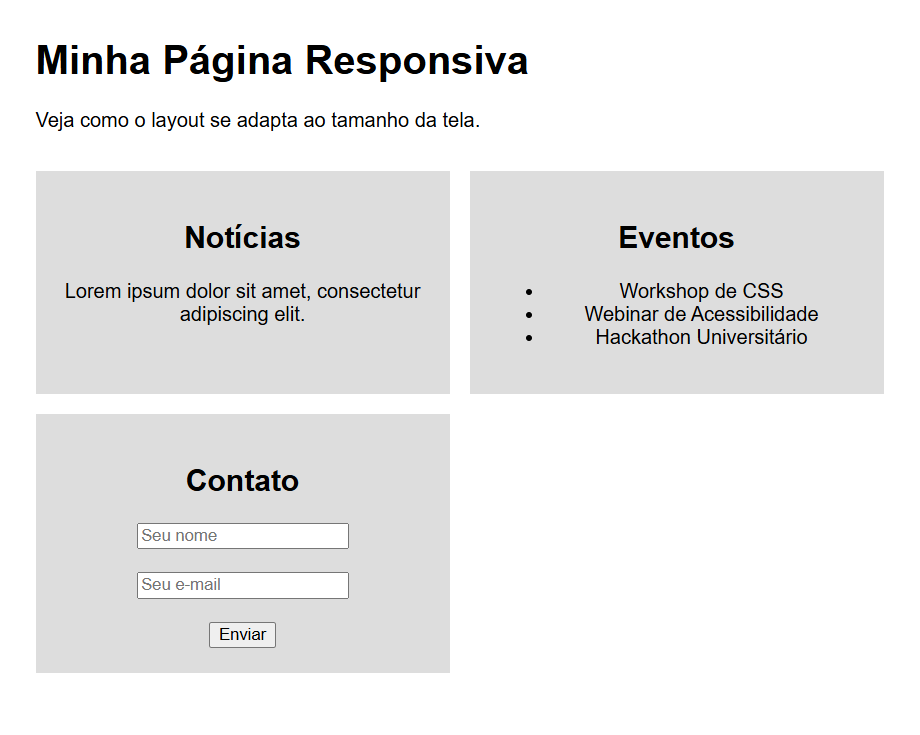 Minha Página Responsiva
Veja como o layout se adapta ao tamanho da tela.
Notícias
Lorem ipsum dolor sit amet, consectetur
adipiscing elit.
Eventos
• Workshop de CSS
• Webinar de Acessibilidade
• Hackathon Universitário
Contato
Seu nome
Seu e-mail
Enviar